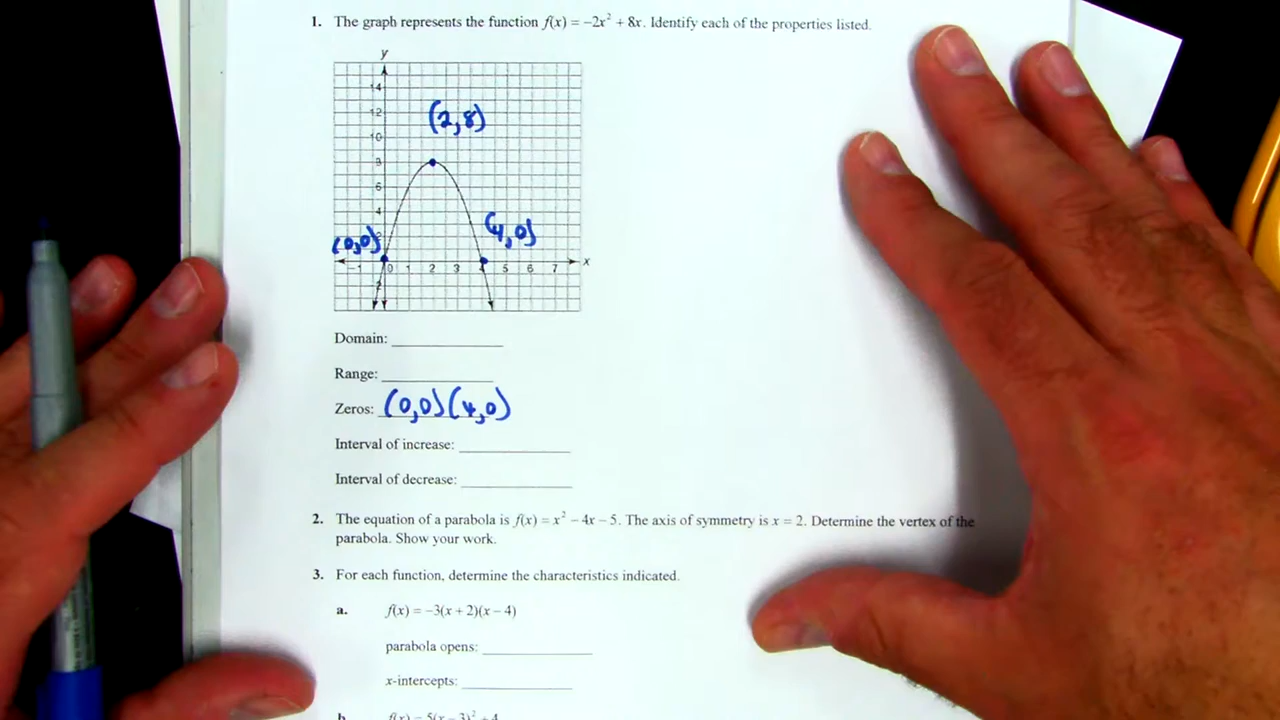 1. The graph represents the function f(x) = −2x² + 8x. Identify each of the properties listed.
y
14
12
(2,8)
10
8
6
4
(4,0)
(0,0)
−1 0 1 2 3 4 5 6 7 x
Domain:
Range:
Zeros: (0,0)(4,0)
Interval of increase:
Interval of decrease:
2. The equation of a parabola is f(x) = x² − 4x − 5. The axis of symmetry is x = 2. Determine the vertex of the
parabola. Show your work.
3. For each function, determine the characteristics indicated.
a. f(x) = −3(x + 2)(x − 4)
parabola opens:
x-intercepts: